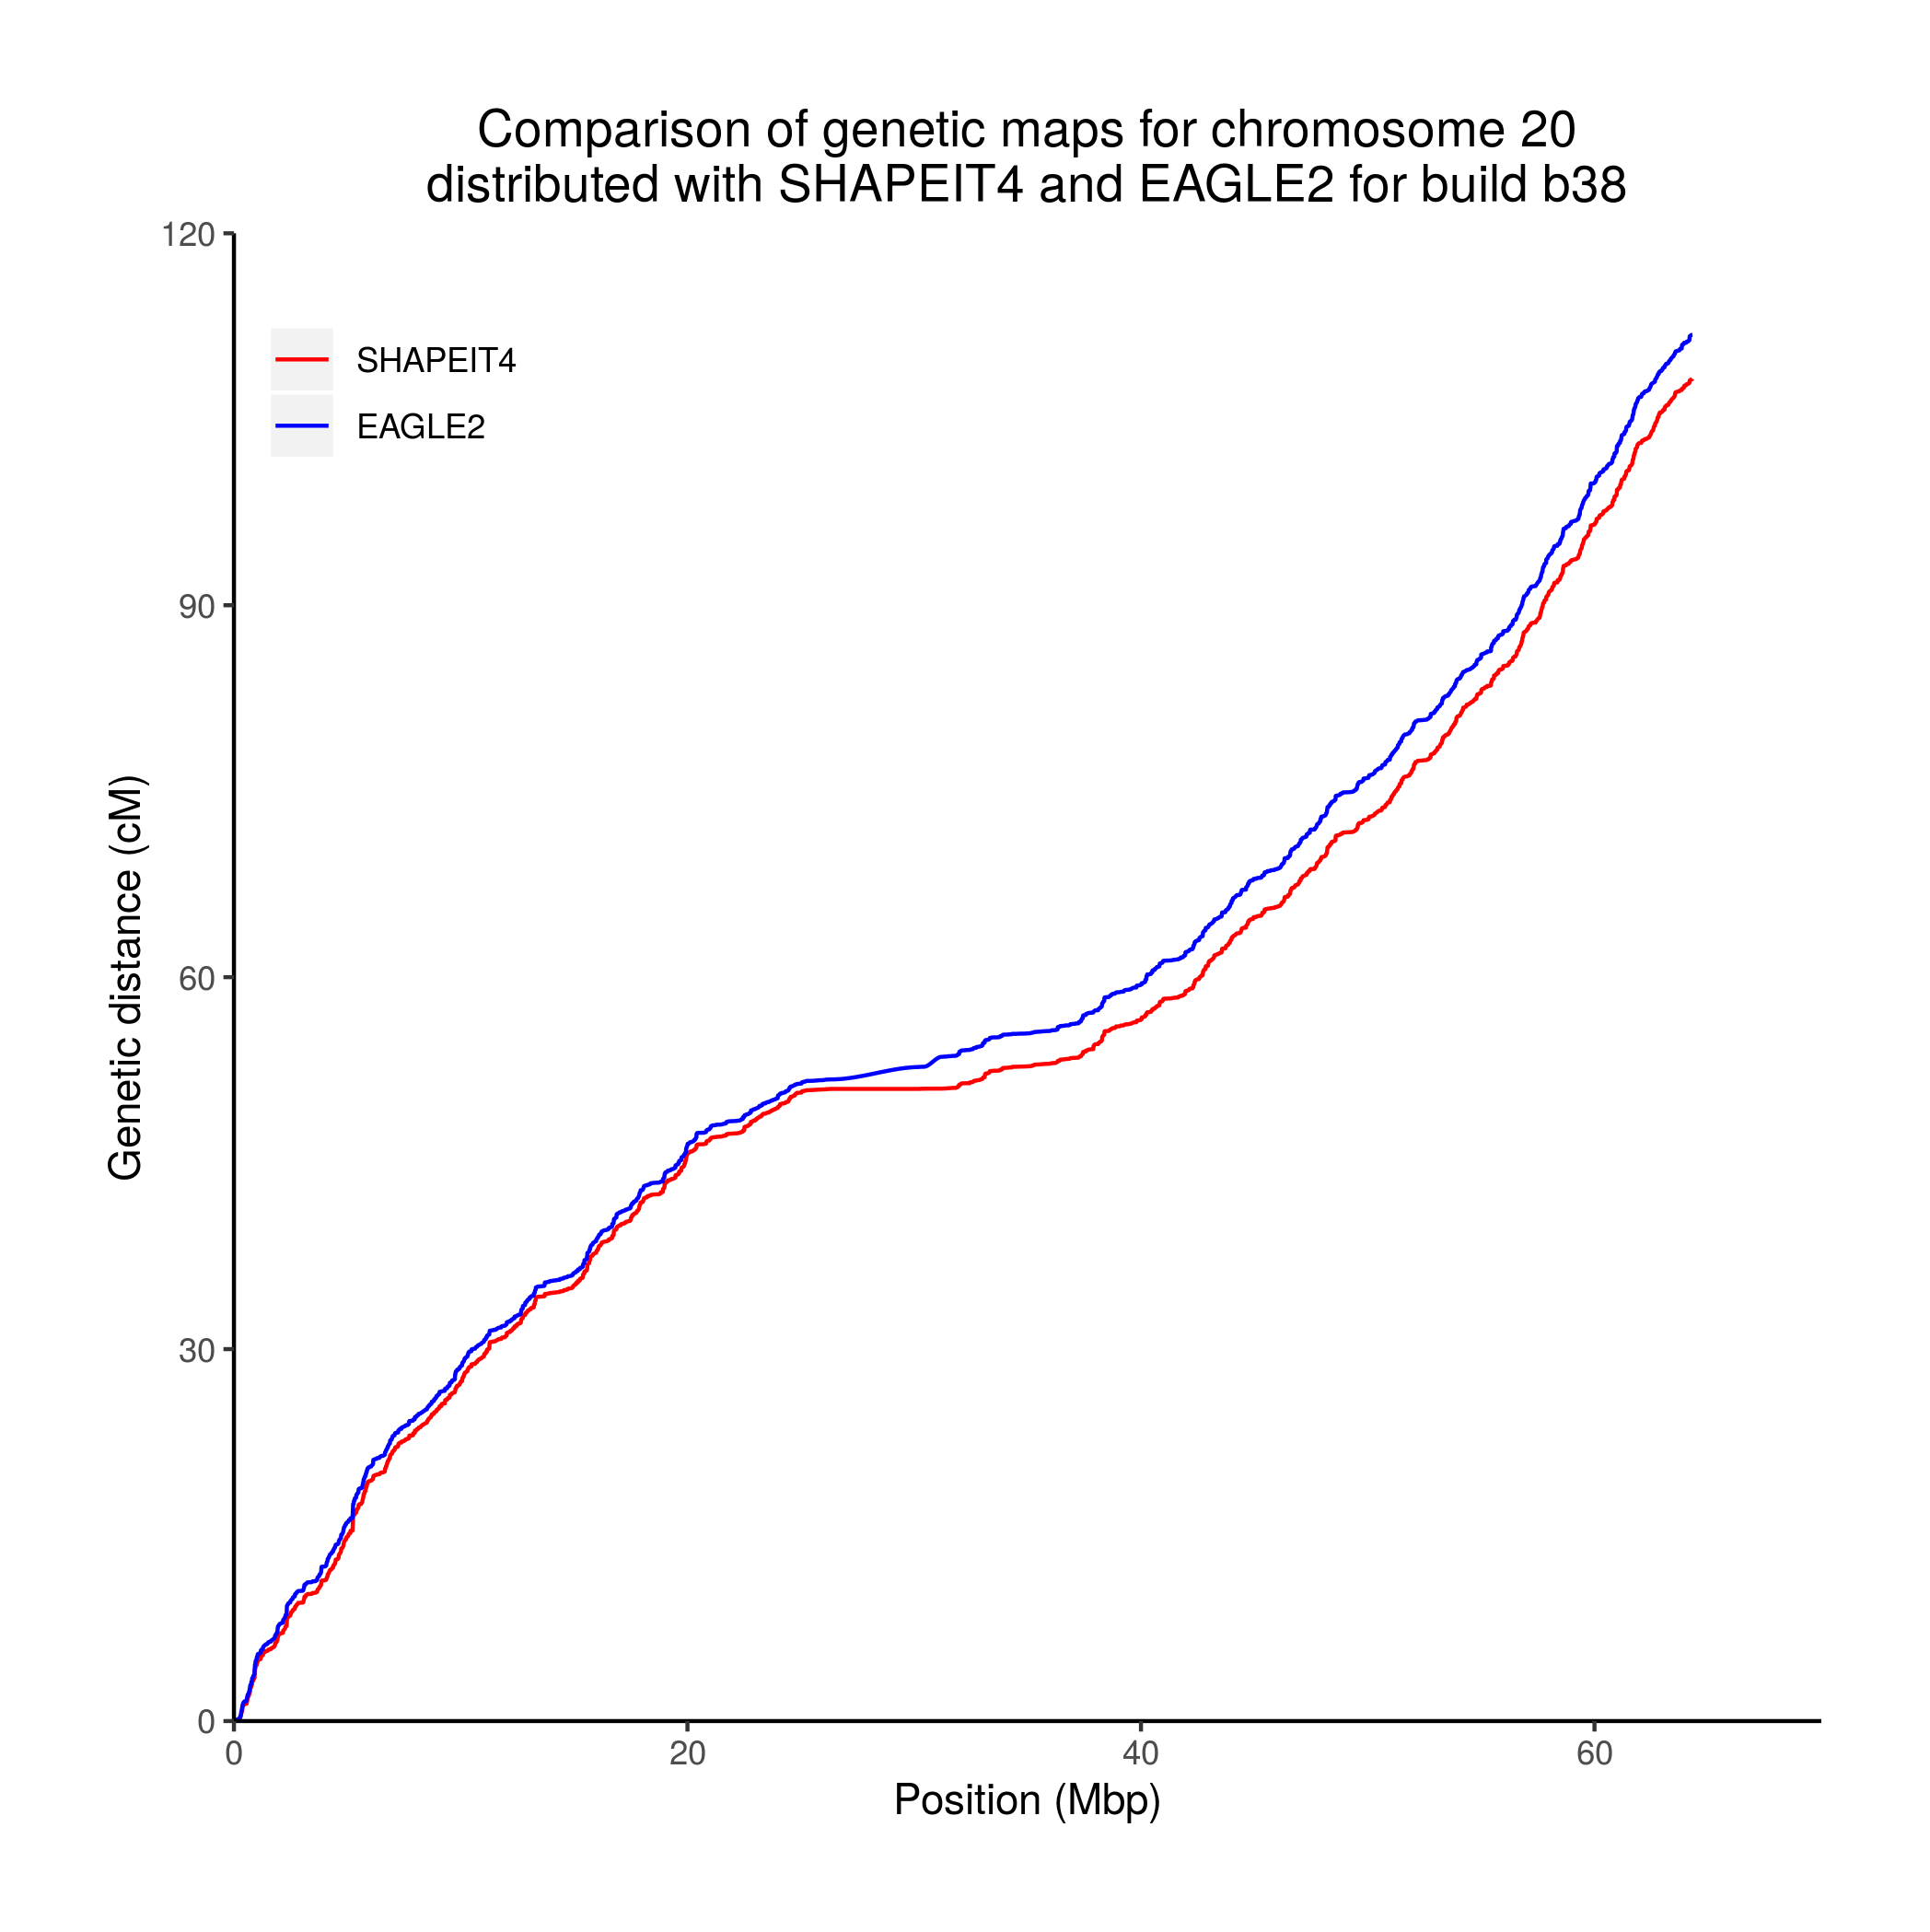 Comparison of genetic maps for chromosome 20
distributed with SHAPEIT4 and EAGLE2 for build b38
120
90
60
30
0
SHAPEIT4
EAGLE2
Genetic distance (cM)
0 20 40 60
Position (Mbp)